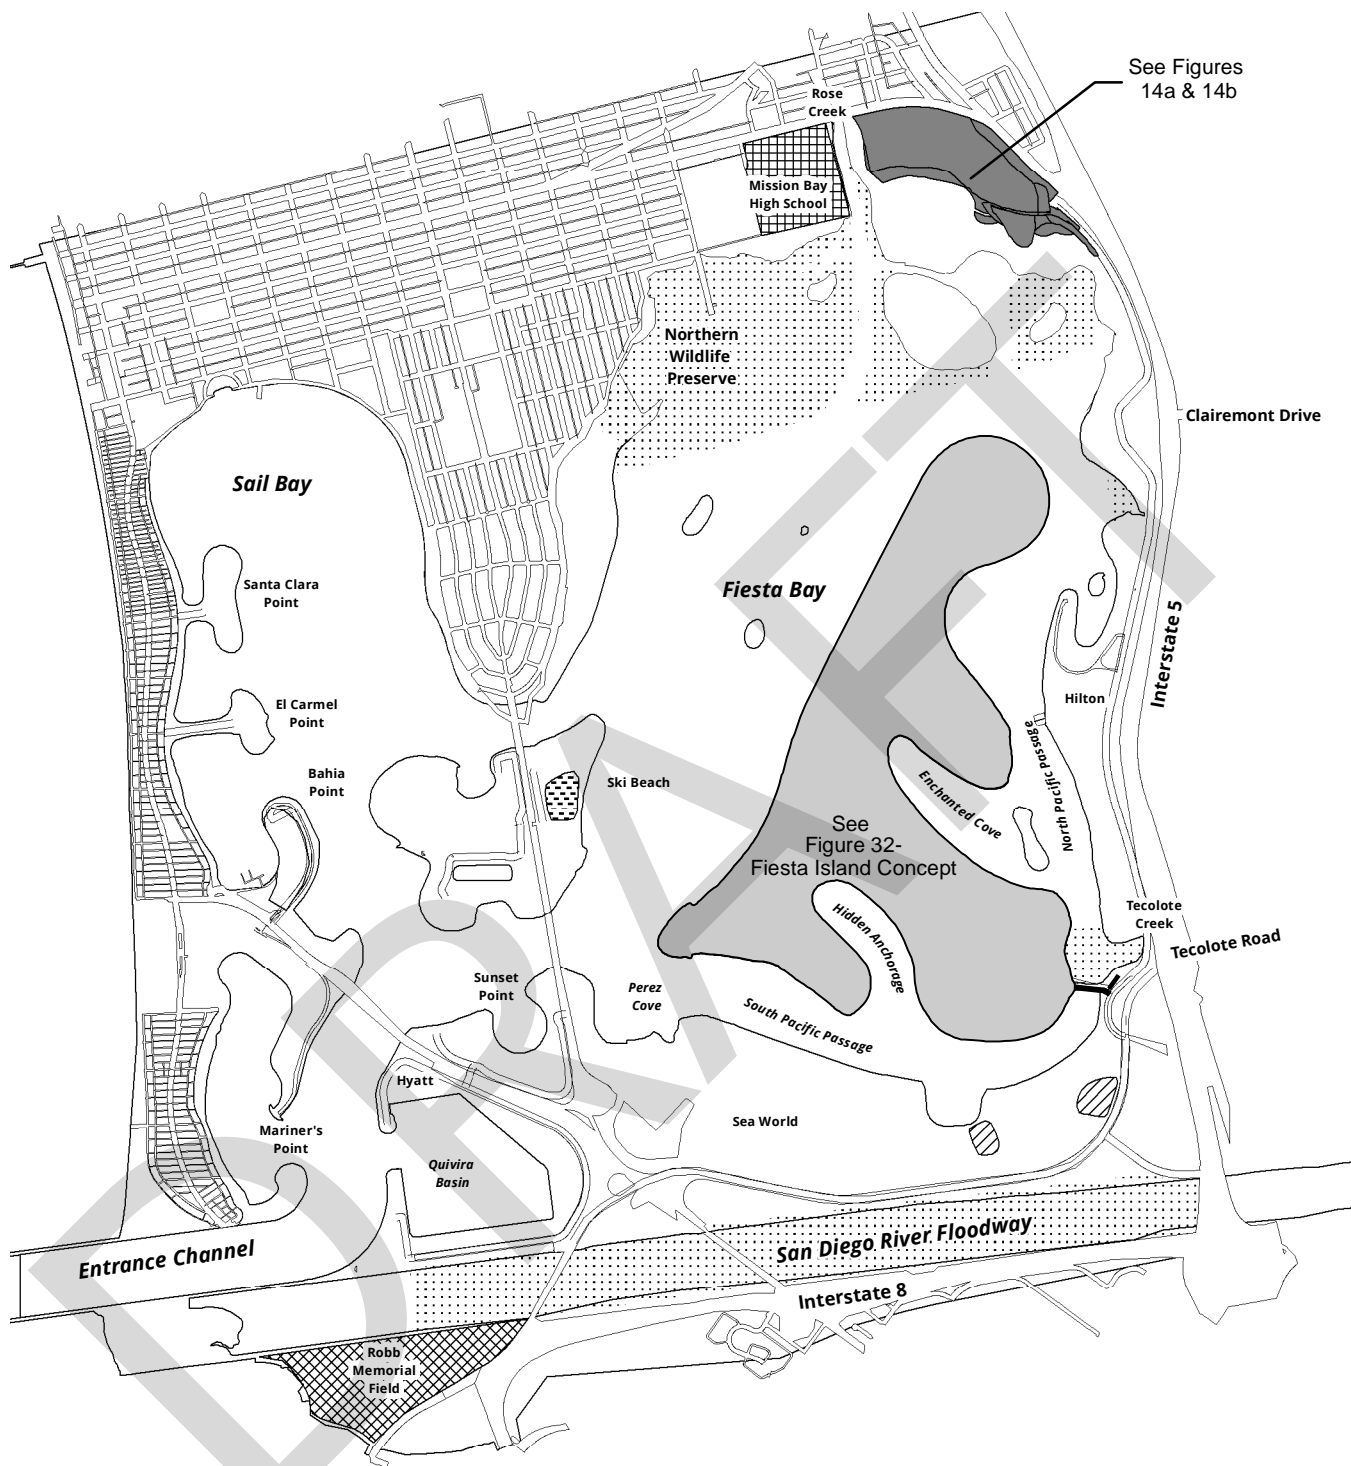 See Figures
14a & 14b
Rose
Creek
Mission Bay
High School
Northern
Wildlife
Preserve
Clairemont Drive
Sail Bay
Santa Clara
Point
Fiesta Bay
Interstate 5
El Carmel
Point
Hilton
North Pacific Passage
Bahia
Point
Ski Beach
Enchanted Cove
See
Figure 32-
Fiesta Island Concept
Hidden Anchorage
Tecolote
Creek
Tecolote Road
Sunset
Point
Perez
Cove
South Pacific Passage
Hyatt
Sea World
Mariner's
Point
Quivira
Basin
Entrance Channel
San Diego River Floodway
Interstate 8
Robb
Memorial
Field
DRAFT